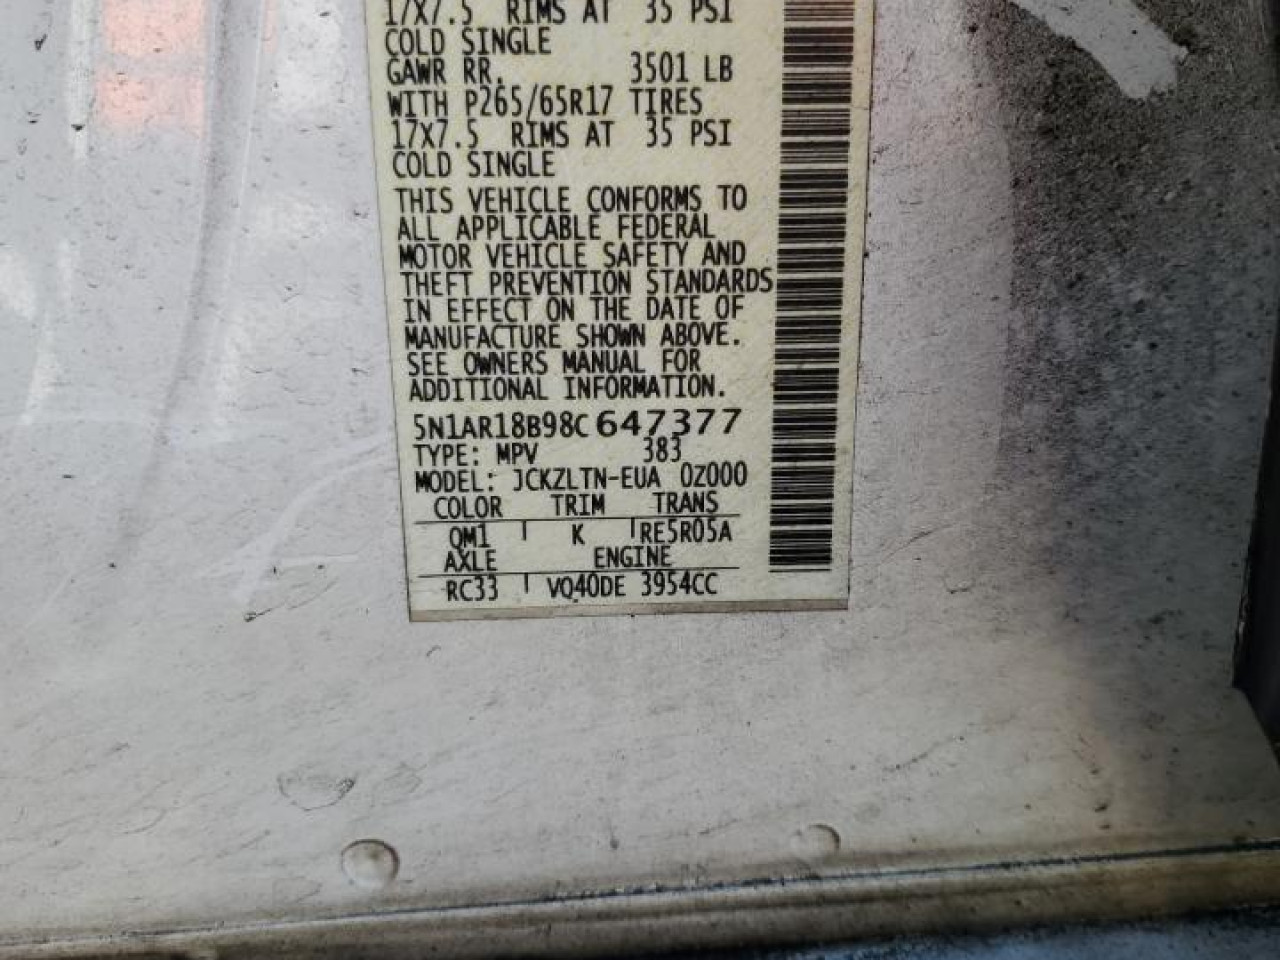 17X7.5 RIMS AT 35 PSI
COLD SINGLE
GAWR RR. 3501 LB
WITH P265/65R17 TIRES
17X7.5 RIMS AT 35 PSI
COLD SINGLE
THIS VEHICLE CONFORMS TO
ALL APPLICABLE FEDERAL
MOTOR VEHICLE SAFETY AND
THEFT PREVENTION STANDARDS
IN EFFECT ON THE DATE OF
MANUFACTURE SHOWN ABOVE.
SEE OWNERS MANUAL FOR
ADDITIONAL INFORMATION.
5N1AR18B98C647377
TYPE: MPV 383
MODEL: JCKZLTN-EUA 0Z000
COLOR TRIM TRANS
QM1 K RE5R05A
AXLE ENGINE
RC33 VQ40DE 3954CC